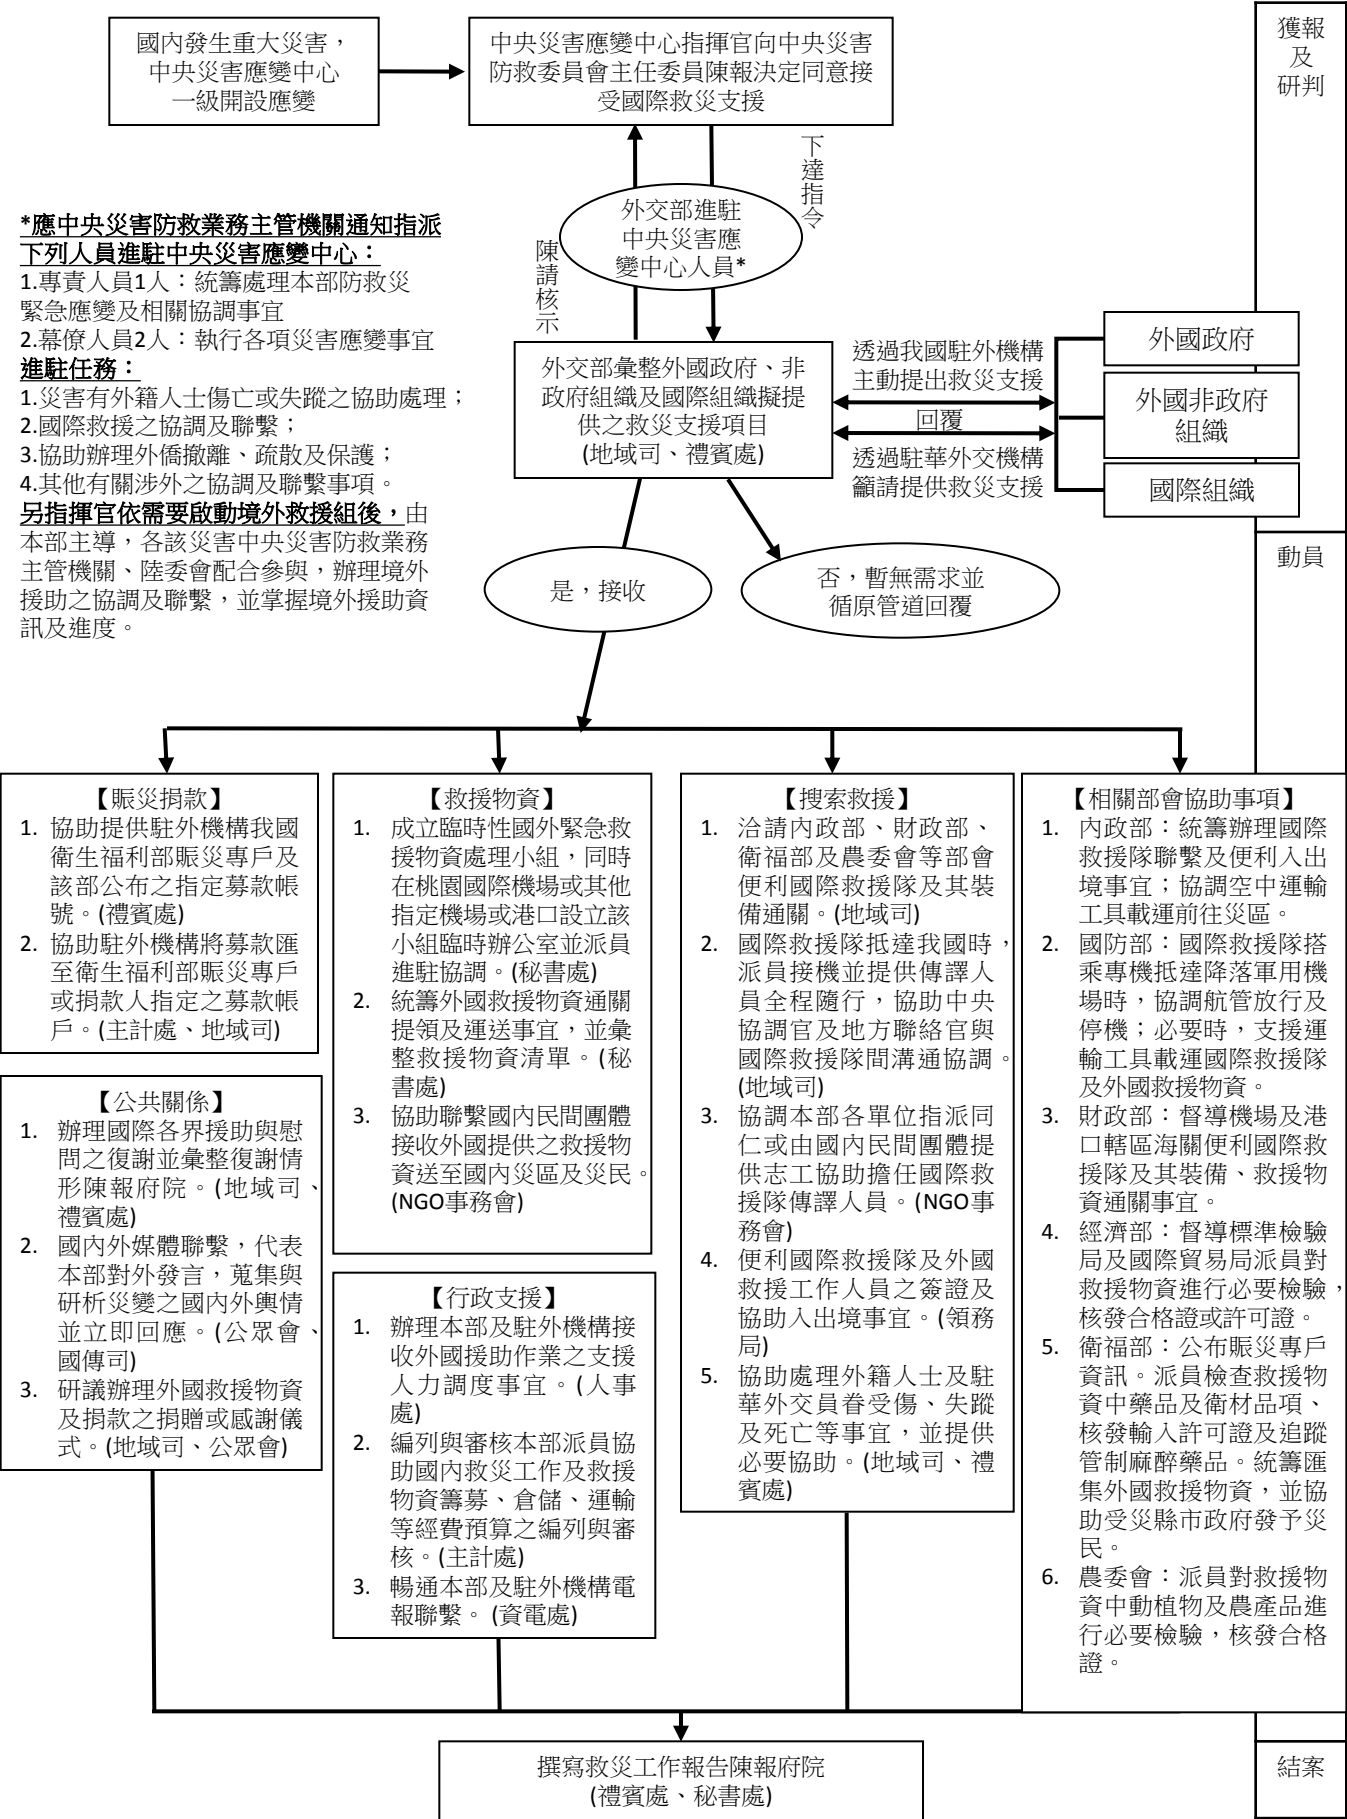 國內發生重大災害，
中央災害應變中心
一級開設應變
中央災害應變中心指揮官向中央災害
防救委員會主任委員陳報決定同意接
受國際救災支援
獲報
及
研判
下達指令
外交部進駐
中央災害應
變中心人員*
陳請核示
*應中央災害防救業務主管機關通知指派
下列人員進駐中央災害應變中心：
1.專責人員1人：統籌處理本部防救災
緊急應變及相關協調事宜
2.幕僚人員2人：執行各項災害應變事宜
進駐任務：
1.災害有外籍人士傷亡或失蹤之協助處理；
2.國際救援之協調及聯繫；
3.協助辦理外僑撤離、疏散及保護；
4.其他有關涉外之協調及聯繫事項。
另指揮官依需要啟動境外救援組後，由
本部主導，各該災害中央災害防救業務
主管機關、陸委會配合參與，辦理境外
援助之協調及聯繫，並掌握境外援助資
訊及進度。
外交部彙整外國政府、非
政府組織及國際組織擬提
供之救災支援項目
(地域司、禮賓處)
透過我國駐外機構
主動提出救災支援
回覆
透過駐華外交機構
籲請提供救災支援
外國政府
外國非政府
組織
國際組織
動員
是，接收
否，暫無需求並
循原管道回覆
【賑災捐款】
1. 協助提供駐外機構我國
衛生福利部賑災專戶及
該部公布之指定募款帳
號。(禮賓處)
2. 協助駐外機構將募款匯
至衛生福利部賑災專戶
或捐款人指定之募款帳
戶。(主計處、地域司)
【公共關係】
1. 辦理國際各界援助與慰
問之復謝並彙整復謝情
形陳報府院。(地域司、
禮賓處)
2. 國內外媒體聯繫，代表
本部對外發言，蒐集與
研析災變之國內外輿情
並立即回應。(公眾會、
國傳司)
3. 研議辦理外國救援物資
及捐款之捐贈或感謝儀
式。(地域司、公眾會)
【救援物資】
1. 成立臨時性國外緊急救
援物資處理小組，同時
在桃園國際機場或其他
指定機場或港口設立該
小組臨時辦公室並派員
進駐協調。(秘書處)
2. 統籌外國救援物資通關
提領及運送事宜，並彙
整救援物資清單。(秘
書處)
3. 協助聯繫國內民間團體
接收外國提供之救援物
資送至國內災區及災民。
(NGO事務會)
【行政支援】
1. 辦理本部及駐外機構接
收外國援助作業之支援
人力調度事宜。(人事
處)
2. 編列與審核本部派員協
助國內救災工作及救援
物資籌募、倉儲、運輸
等經費預算之編列與審
核。(主計處)
3. 暢通本部及駐外機構電
報聯繫。 (資電處)
【搜索救援】
1. 洽請內政部、財政部、
衛福部及農委會等部會
便利國際救援隊及其裝
備通關。(地域司)
2. 國際救援隊抵達我國時，
派員接機並提供傳譯人
員全程隨行，協助中央
協調官及地方聯絡官與
國際救援隊間溝通協調。
(地域司)
3. 協調本部各單位指派同
仁或由國內民間團體提
供志工協助擔任國際救
援隊傳譯人員。(NGO事
務會)
4. 便利國際救援隊及外國
救援工作人員之簽證及
協助入出境事宜。(領務
局)
5. 協助處理外籍人士及駐
華外交員眷受傷、失蹤
及死亡等事宜，並提供
必要協助。(地域司、禮
賓處)
【相關部會協助事項】
1. 內政部：統籌辦理國際
救援隊聯繫及便利入出
境事宜；協調空中運輸
工具載運前往災區。
2. 國防部：國際救援隊搭
乘專機抵達降落軍用機
場時，協調航管放行及
停機；必要時，支援運
輸工具載運國際救援隊
及外國救援物資。
3. 財政部：督導機場及港
口轄區海關便利國際救
援隊及其裝備、救援物
資通關事宜。
4. 經濟部：督導標準檢驗
局及國際貿易局派員對
救援物資進行必要檢驗，
核發合格證或許可證。
5. 衛福部：公布賑災專戶
資訊。派員檢查救援物
資中藥品及衛材品項、
核發輸入許可證及追蹤
管制麻醉藥品。統籌匯
集外國救援物資，並協
助受災縣市政府發予災
民。
6. 農委會：派員對救援物
資中動植物及農產品進
行必要檢驗，核發合格
證。
撰寫救災工作報告陳報府院
(禮賓處、秘書處)
結案